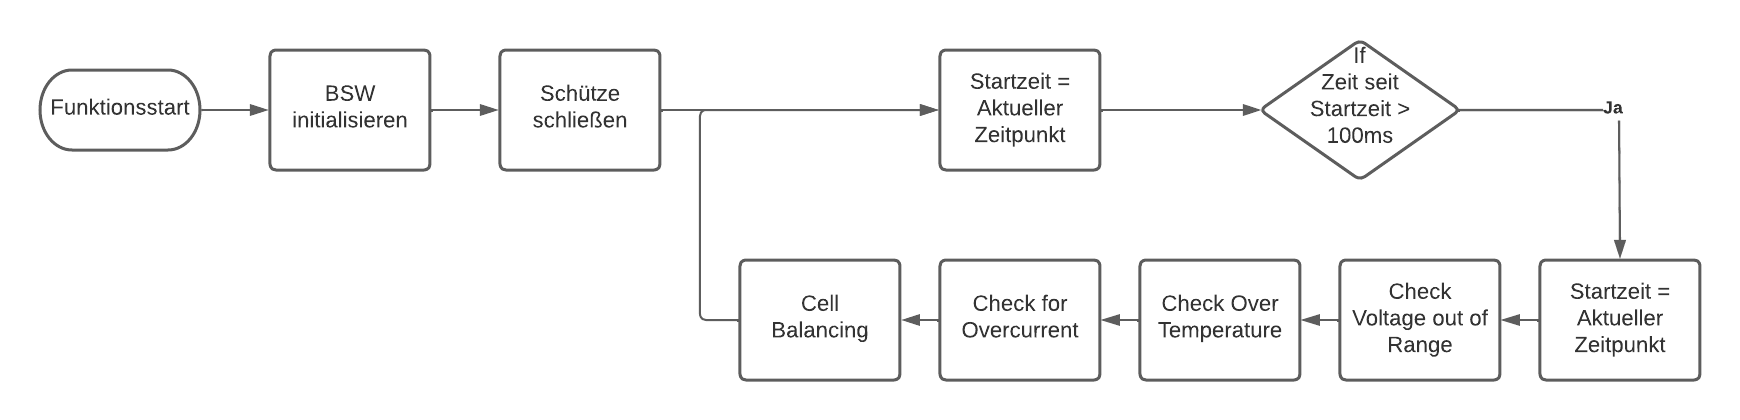 Funktionsstart
BSW
initialisieren
Schütze
schließen
Startzeit =
Aktueller
Zeitpunkt
If
Zeit seit
Startzeit >
100ms
Ja
Startzeit =
Aktueller
Zeitpunkt
Check
Voltage out of
Range
Check Over
Temperature
Check for
Overcurrent
Cell
Balancing